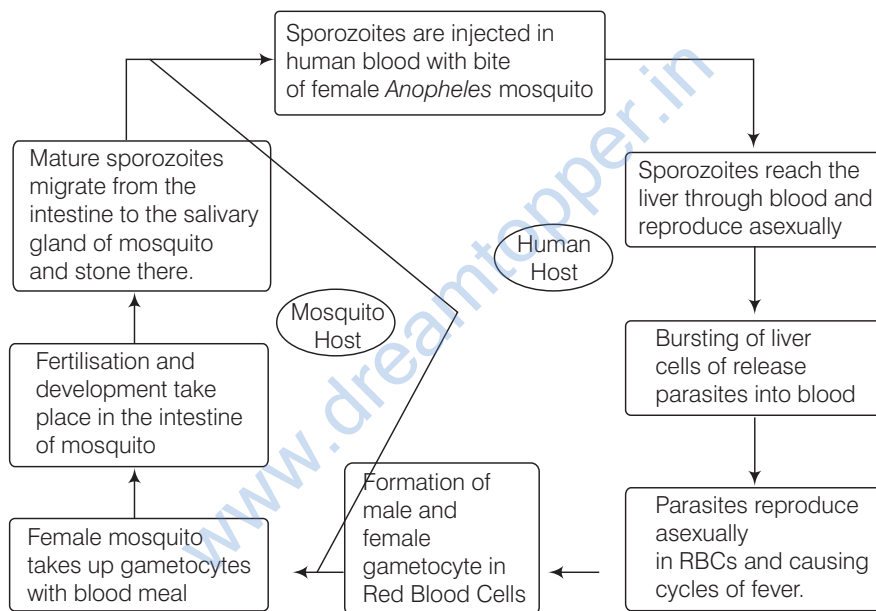 Sporozoites are injected in
human blood with bite
of female Anopheles mosquito
Sporozoites reach the
liver through blood and
reproduce asexually
Bursting of liver
cells of release
parasites into blood
Parasites reproduce
asexually
in RBCs and causing
cycles of fever.
Formation of
male and
female
gametocyte in
Red Blood Cells
Female mosquito
takes up gametocytes
with blood meal
Fertilisation and
development take
place in the intestine
of mosquito
Mature sporozoites
migrate from the
intestine to the salivary
gland of mosquito
and stone there.
Mosquito
Host
Human
Host
www.dreamtopper.in